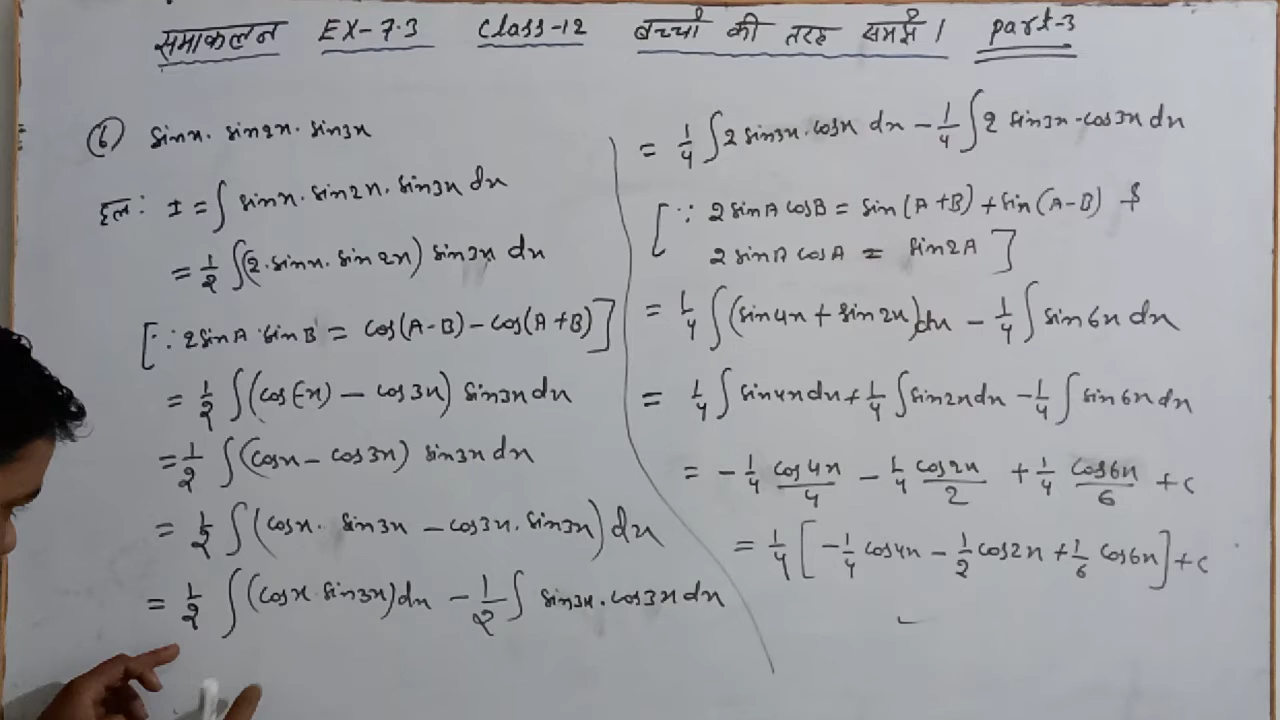 समाकलन EX-7.3 Class-12 बच्चों की तरह समझें। part-3
(6) sinx. sin2x. sin3x
हल: I = ∫ sinx. sin2x. sin3x dx
= 1/2 ∫(2.sinx. sin2x) sin3x dx
[∵ 2sinA sinB = cos(A-B) - cos(A+B)]
= 1/2 ∫(cos(-x) - cos3x) sin3x dx
= 1/2 ∫(cosx - cos3x) sin3x dx
= 1/2 ∫(cosx. sin3x - cos3x. sin3x) dx
= 1/2 ∫(cosx sin3x)dx - 1/2 ∫ sin3x. cos3x dx
= 1/4 ∫2 sin3x. cosx dx - 1/4 ∫2 sin3x. cos3x dx
[∵ 2sinA cosB = sin(A+B) + sin(A-B) &
2sinA cosA = sin2A]
= 1/4 ∫(sin4x + sin2x)dx - 1/4 ∫ sin6x dx
= 1/4 ∫ sin4x dx + 1/4 ∫ sin2x dx - 1/4 ∫ sin6x dx
= -1/4 cos4x/4 - 1/4 cos2x/2 + 1/4 cos6x/6 + c
= 1/4 [-1/4 cos4x - 1/2 cos2x + 1/6 cos6x] + c